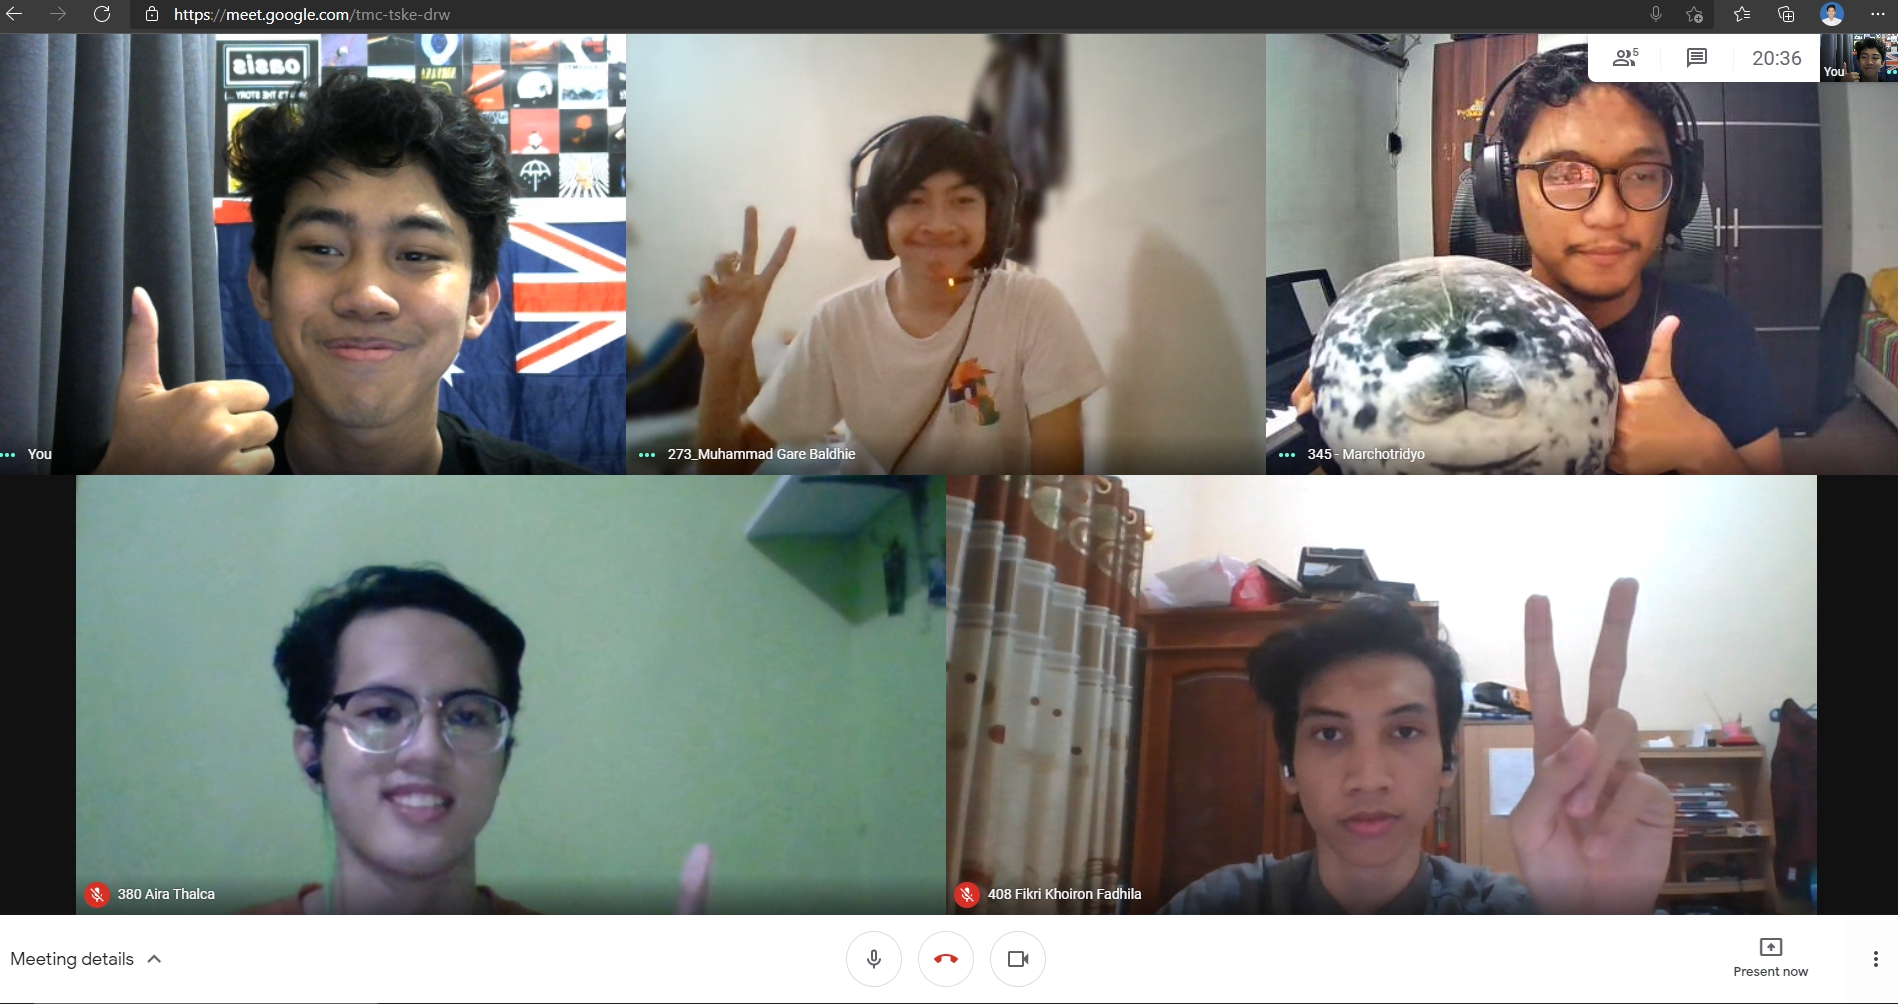 https://meet.google.com/tmc-tske-drw
5
20:36
You
oasis
You
273_Muhammad Gare Baldhie
345 - Marchotridyo
380 Aira Thalca
408 Fikri Khoiron Fadhila
Meeting details
Present now